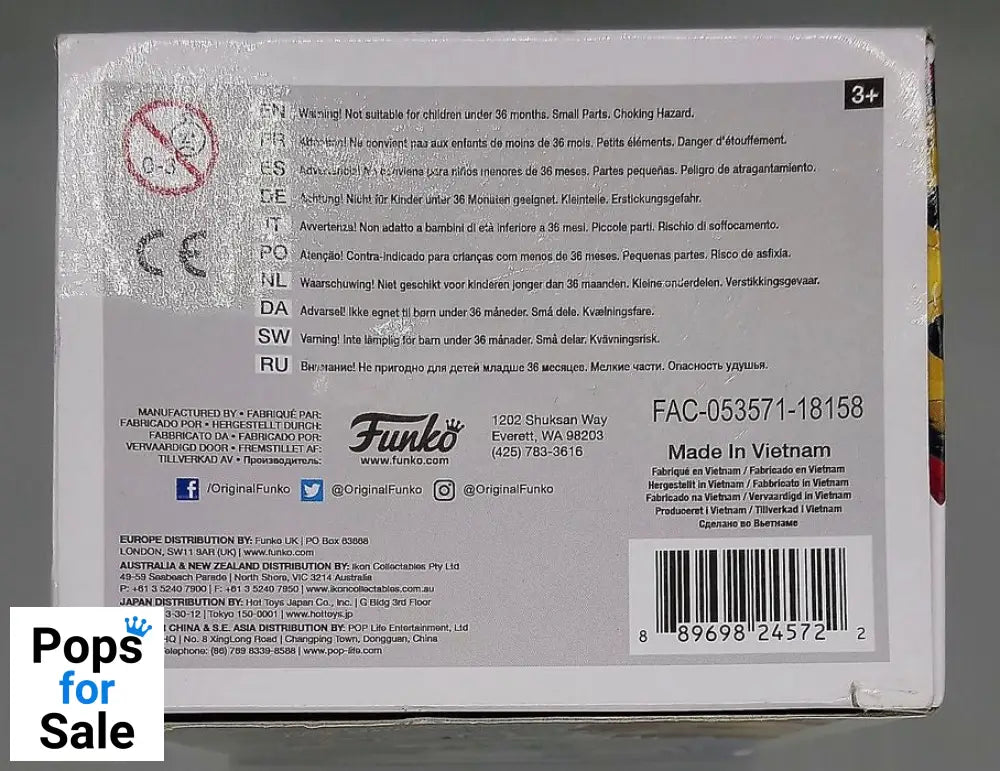 3+
0-3
CE
EN Warning! Not suitable for children under 36 months. Small Parts. Choking Hazard.
FR Attention! Ne convient pas aux enfants de moins de 36 mois. Petits éléments. Danger d'étouffement.
ES Advertencia! No conviene para niños menores de 36 meses. Partes pequeñas. Peligro de atragantamiento.
DE Achtung! Nicht für Kinder unter 36 Monaten geeignet. Kleinteile. Erstickungsgefahr.
IT Avvertenza! Non adatto a bambini di età inferiore a 36 mesi. Piccole parti. Rischio di soffocamento.
PO Atenção! Contra-indicado para crianças com menos de 36 meses. Pequenas partes. Risco de asfixia.
NL Waarschuwing! Niet geschikt voor kinderen jonger dan 36 maanden. Kleine onderdelen. Verstikkingsgevaar.
DA Advarsel! Ikke egnet til børn under 36 måneder. Små dele. Kvælningsfare.
SW Varning! Inte lämplig för barn under 36 månader. Små delar. Kvävningsrisk.
RU Внимание! Не пригодно для детей младше 36 месяцев. Мелкие части. Опасность удушья.
MANUFACTURED BY • FABRIQUÉ PAR:
FABRICADO POR • HERGESTELLT DURCH:
FABBRICATO DA • FABRICADO POR:
VERVAARDIGD DOOR • FREMSTILLET AF:
TILLVERKAD AV • Производитель:
Funko
www.funko.com
1202 Shuksan Way
Everett, WA 98203
(425) 783-3616
/OriginalFunko @OriginalFunko @OriginalFunko
FAC-053571-18158
Made In Vietnam
Fabriqué en Vietnam / Fabricado en Vietnam
Hergestellt in Vietnam / Fabbricato in Vietnam
Fabricado na Vietnam / Vervaardigd in Vietnam
Produceret i Vietnam / Tillverkad i Vietnam
Сделано во Вьетнаме
EUROPE DISTRIBUTION BY: Funko UK | PO Box 63668
LONDON, SW11 9AR (UK) | www.funko.com
AUSTRALIA & NEW ZEALAND DISTRIBUTION BY: Ikon Collectables Pty Ltd
49-59 Seabeach Parade | North Shore, VIC 3214 Australia
P: +61 3 5240 7900 | F: +61 3 5240 7950 | www.ikoncollectables.com
JAPAN DISTRIBUTION BY: Hot Toys Japan Co., Inc. | G Bldg 3rd Floor
3-30-12 | Tokyo 150-0001 | www.hottoys.jp
CHINA & S.E. ASIA DISTRIBUTION BY: POP Life Entertainment, Ltd
HQ | No. 8 XingLong Road | Changping Town, Dongguan, China
Telephone: (86) 769 8339-8588 | www.pop-life.com
8 89698 24572 2
Pops
for
Sale